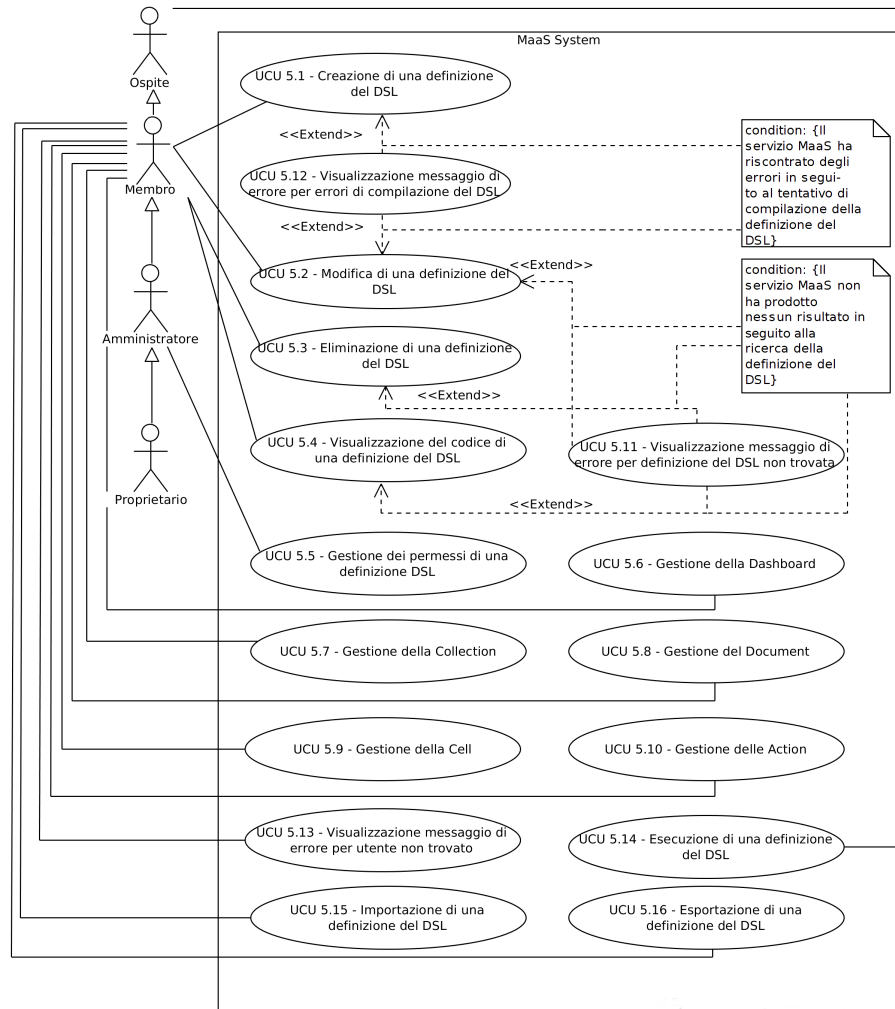 MaaS System
Ospite
Membro
Amministratore
Proprietario
UCU 5.1 - Creazione di una definizione
del DSL
<<Extend>>
UCU 5.12 - Visualizzazione messaggio di
errore per errori di compilazione del DSL
<<Extend>>
condition: {Il
servizio MaaS ha
riscontrato degli
errori in segui-
to al tentativo di
compilazione della
definizione del
DSL}
UCU 5.2 - Modifica di una definizione del
DSL
<<Extend>>
condition: {Il
servizio MaaS non
ha prodotto
nessun risultato in
seguito alla
ricerca della
definizione del
DSL}
UCU 5.3 - Eliminazione di una definizione
del DSL
<<Extend>>
UCU 5.4 - Visualizzazione del codice di
una definizione del DSL
UCU 5.11 - Visualizzazione messaggio di
errore per definizione del DSL non trovata
<<Extend>>
UCU 5.5 - Gestione dei permessi di una
definizione DSL
UCU 5.6 - Gestione della Dashboard
UCU 5.7 - Gestione della Collection
UCU 5.8 - Gestione del Document
UCU 5.9 - Gestione della Cell
UCU 5.10 - Gestione delle Action
UCU 5.13 - Visualizzazione messaggio di
errore per utente non trovato
UCU 5.14 - Esecuzione di una definizione
del DSL
UCU 5.15 - Importazione di una
definizione del DSL
UCU 5.16 - Esportazione di una
definizione del DSL